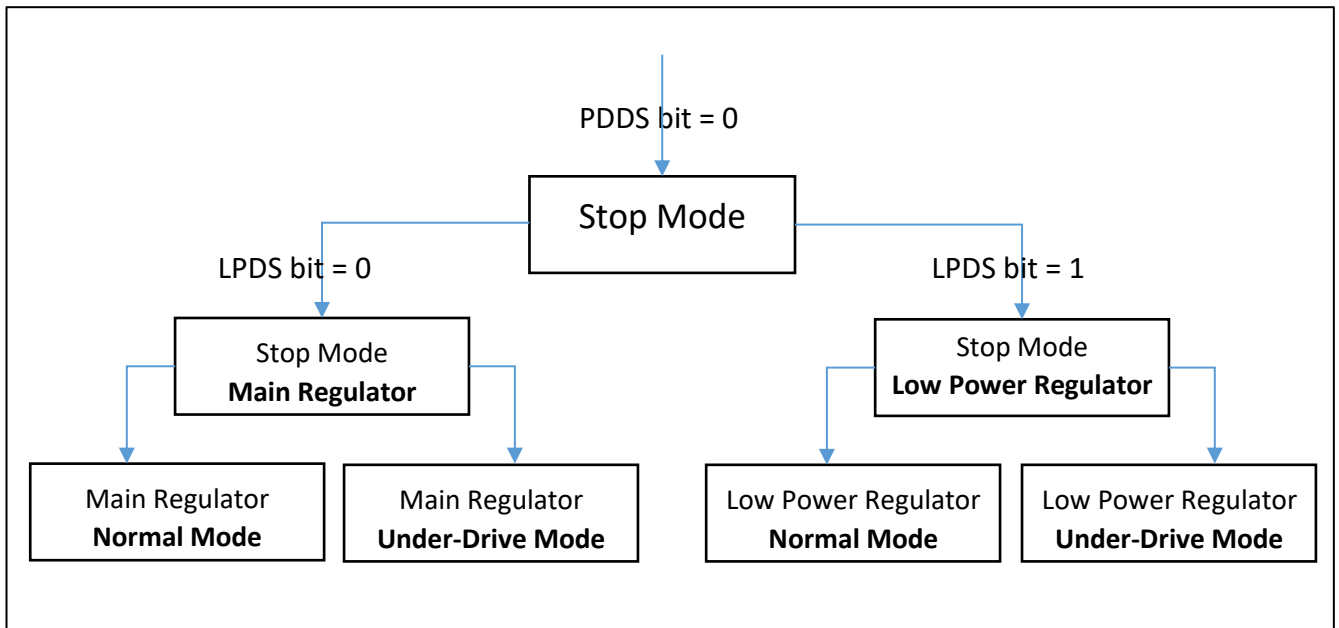 PDDS bit = 0
Stop Mode
LPDS bit = 0
LPDS bit = 1
Stop Mode
Main Regulator
Stop Mode
Low Power Regulator
Main Regulator
Normal Mode
Main Regulator
Under-Drive Mode
Low Power Regulator
Normal Mode
Low Power Regulator
Under-Drive Mode